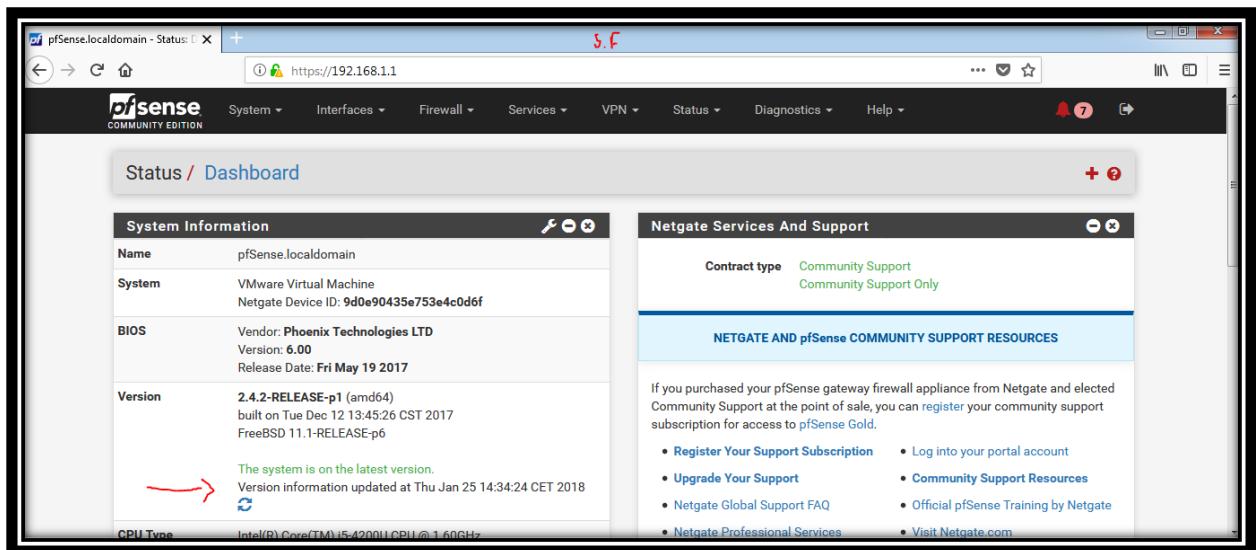 pfSense.localdomain - Status: D
S.F
https://192.168.1.1
pfsense
COMMUNITY EDITION
System
Interfaces
Firewall
Services
VPN
Status
Diagnostics
Help
7
Status / Dashboard
System Information
Name
pfSense.localdomain
System
VMware Virtual Machine
Netgate Device ID: 9d0e90435e753e4c0d6f
BIOS
Vendor: Phoenix Technologies LTD
Version: 6.00
Release Date: Fri May 19 2017
Version
2.4.2-RELEASE-p1 (amd64)
built on Tue Dec 12 13:45:26 CST 2017
FreeBSD 11.1-RELEASE-p6
The system is on the latest version.
Version information updated at Thu Jan 25 14:34:24 CET 2018
CPU Type
Intel(R) Core(TM) i5-4200U CPU @ 1.60GHz
Netgate Services And Support
Contract type
Community Support
Community Support Only
NETGATE AND pfSense COMMUNITY SUPPORT RESOURCES
If you purchased your pfSense gateway firewall appliance from Netgate and elected
Community Support at the point of sale, you can register your community support
subscription for access to pfSense Gold.
Register Your Support Subscription
Upgrade Your Support
Netgate Global Support FAQ
Netgate Professional Services
Log into your portal account
Community Support Resources
Official pfSense Training by Netgate
Visit Netgate.com